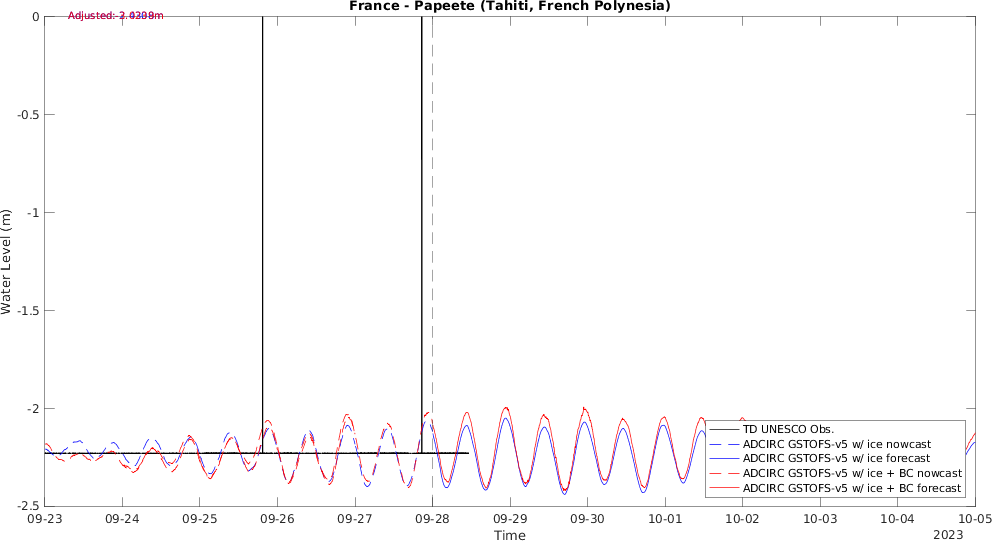 France - Papeete (Tahiti, French Polynesia)
Adjusted:
0
-0.5
-1
-1.5
-2
-2.5
Water Level (m)
09-23 09-24 09-25 09-26 09-27 09-28 09-29 09-30 10-01 10-02 10-03 10-04 10-05
Time
2023
TD UNESCO Obs.
ADCIRC GSTOFS-v5 w/ ice nowcast
ADCIRC GSTOFS-v5 w/ ice forecast
ADCIRC GSTOFS-v5 w/ ice + BC nowcast
ADCIRC GSTOFS-v5 w/ ice + BC forecast